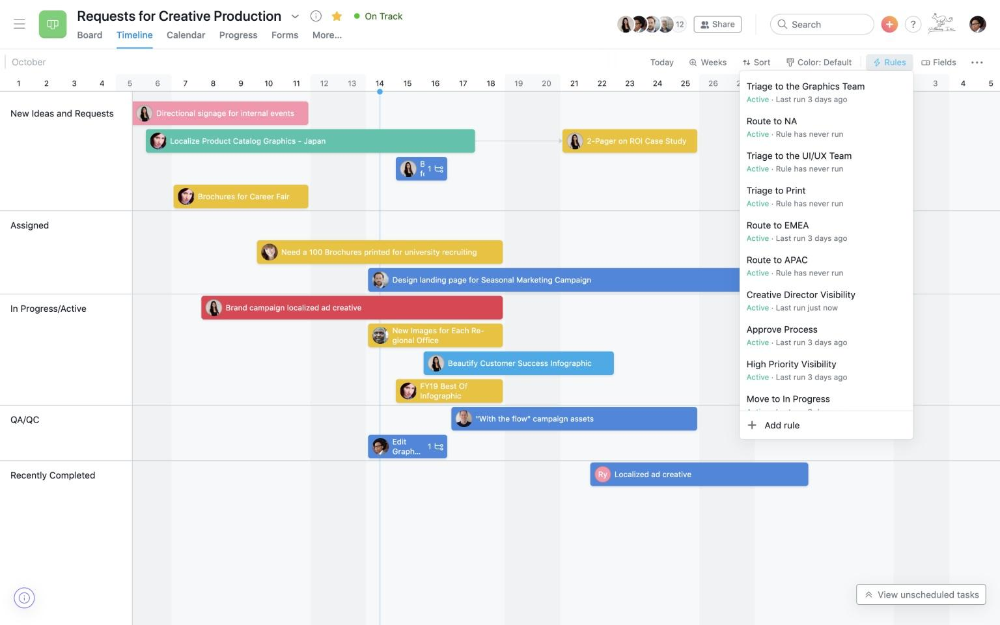 Requests for Creative Production
On Track
12
Share
Search
?
Board
Timeline
Calendar
Progress
Forms
More...
October
Today
Weeks
Sort
Color: Default
Rules
Fields
1 2 3 4 5 6 7 8 9 10 11 12 13 14 15 16 17 18 19 20 21 22 23 24 25 26 3 4 5
New Ideas and Requests
Directional signage for internal events
Localize Product Catalog Graphics - Japan
2-Pager on ROI Case Study
1
Brochures for Career Fair
Assigned
Need a 100 Brochures printed for university recruiting
Design landing page for Seasonal Marketing Campaign
In Progress/Active
Brand campaign localized ad creative
New Images for Each Re-
gional Office
Beautify Customer Success Infographic
FY19 Best Of
Infographic
QA/QC
"With the flow" campaign assets
Edit
Graph...
1
Recently Completed
Ry
Localized ad creative
Triage to the Graphics Team
Active · Last run 3 days ago
Route to NA
Active · Rule has never run
Triage to the UI/UX Team
Active · Rule has never run
Triage to Print
Active · Rule has never run
Route to EMEA
Active · Last run 3 days ago
Route to APAC
Active · Rule has never run
Creative Director Visibility
Active · Last run just now
Approve Process
Active · Last run 3 days ago
High Priority Visibility
Active · Last run 3 days ago
Move to In Progress
Add rule
View unscheduled tasks